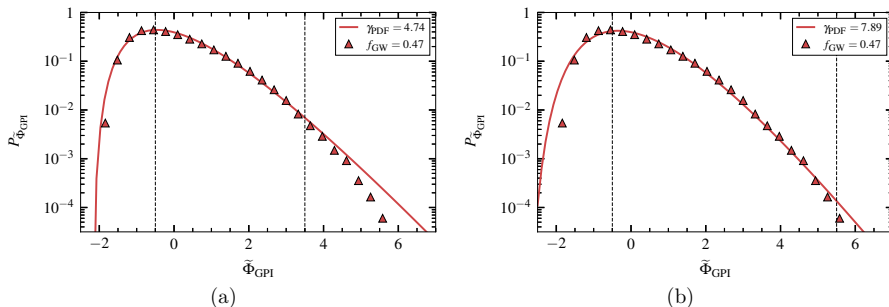 10⁻¹
10⁻¹
10⁻²
10⁻³
10⁻⁴
P_Φ̃GPI
γPDF = 4.74
fGW = 0.47
−2 0 2 4 6
Φ̃GPI
(a)
10⁻¹
10⁻¹
10⁻²
10⁻³
10⁻⁴
P_Φ̃GPI
γPDF = 7.89
fGW = 0.47
−2 0 2 4 6
Φ̃GPI
(b)